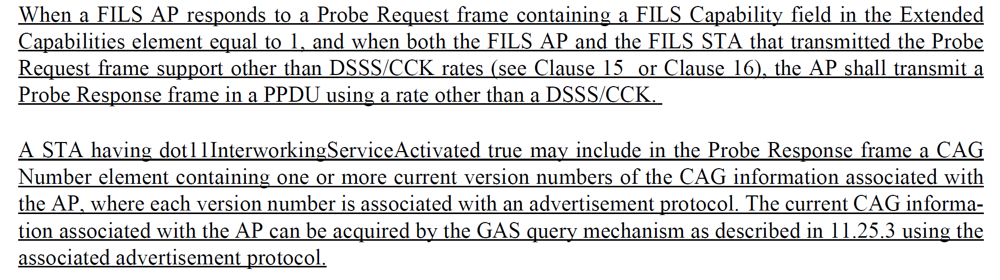 When a FILS AP responds to a Probe Request frame containing a FILS Capability field in the Extended
Capabilities element equal to 1, and when both the FILS AP and the FILS STA that transmitted the Probe
Request frame support other than DSSS/CCK rates (see Clause 15  or Clause 16), the AP shall transmit a
Probe Response frame in a PPDU using a rate other than a DSSS/CCK.
A STA having dot11InterworkingServiceActivated true may include in the Probe Response frame a CAG
Number element containing one or more current version numbers of the CAG information associated with
the AP, where each version number is associated with an advertisement protocol. The current CAG informa-
tion associated with the AP can be acquired by the GAS query mechanism as described in 11.25.3 using the
associated advertisement protocol.